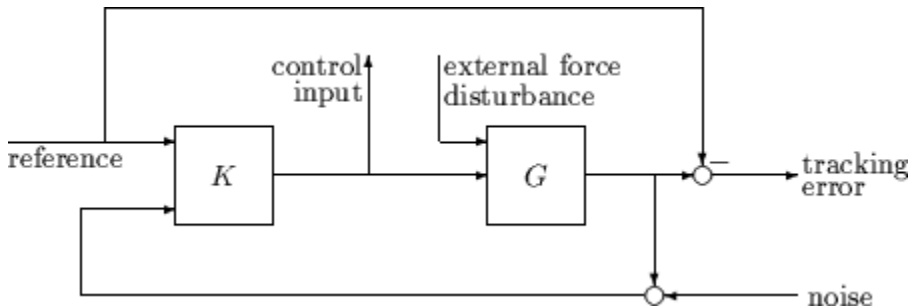 control
input
external force
disturbance
reference
K
G
−
tracking
error
noise